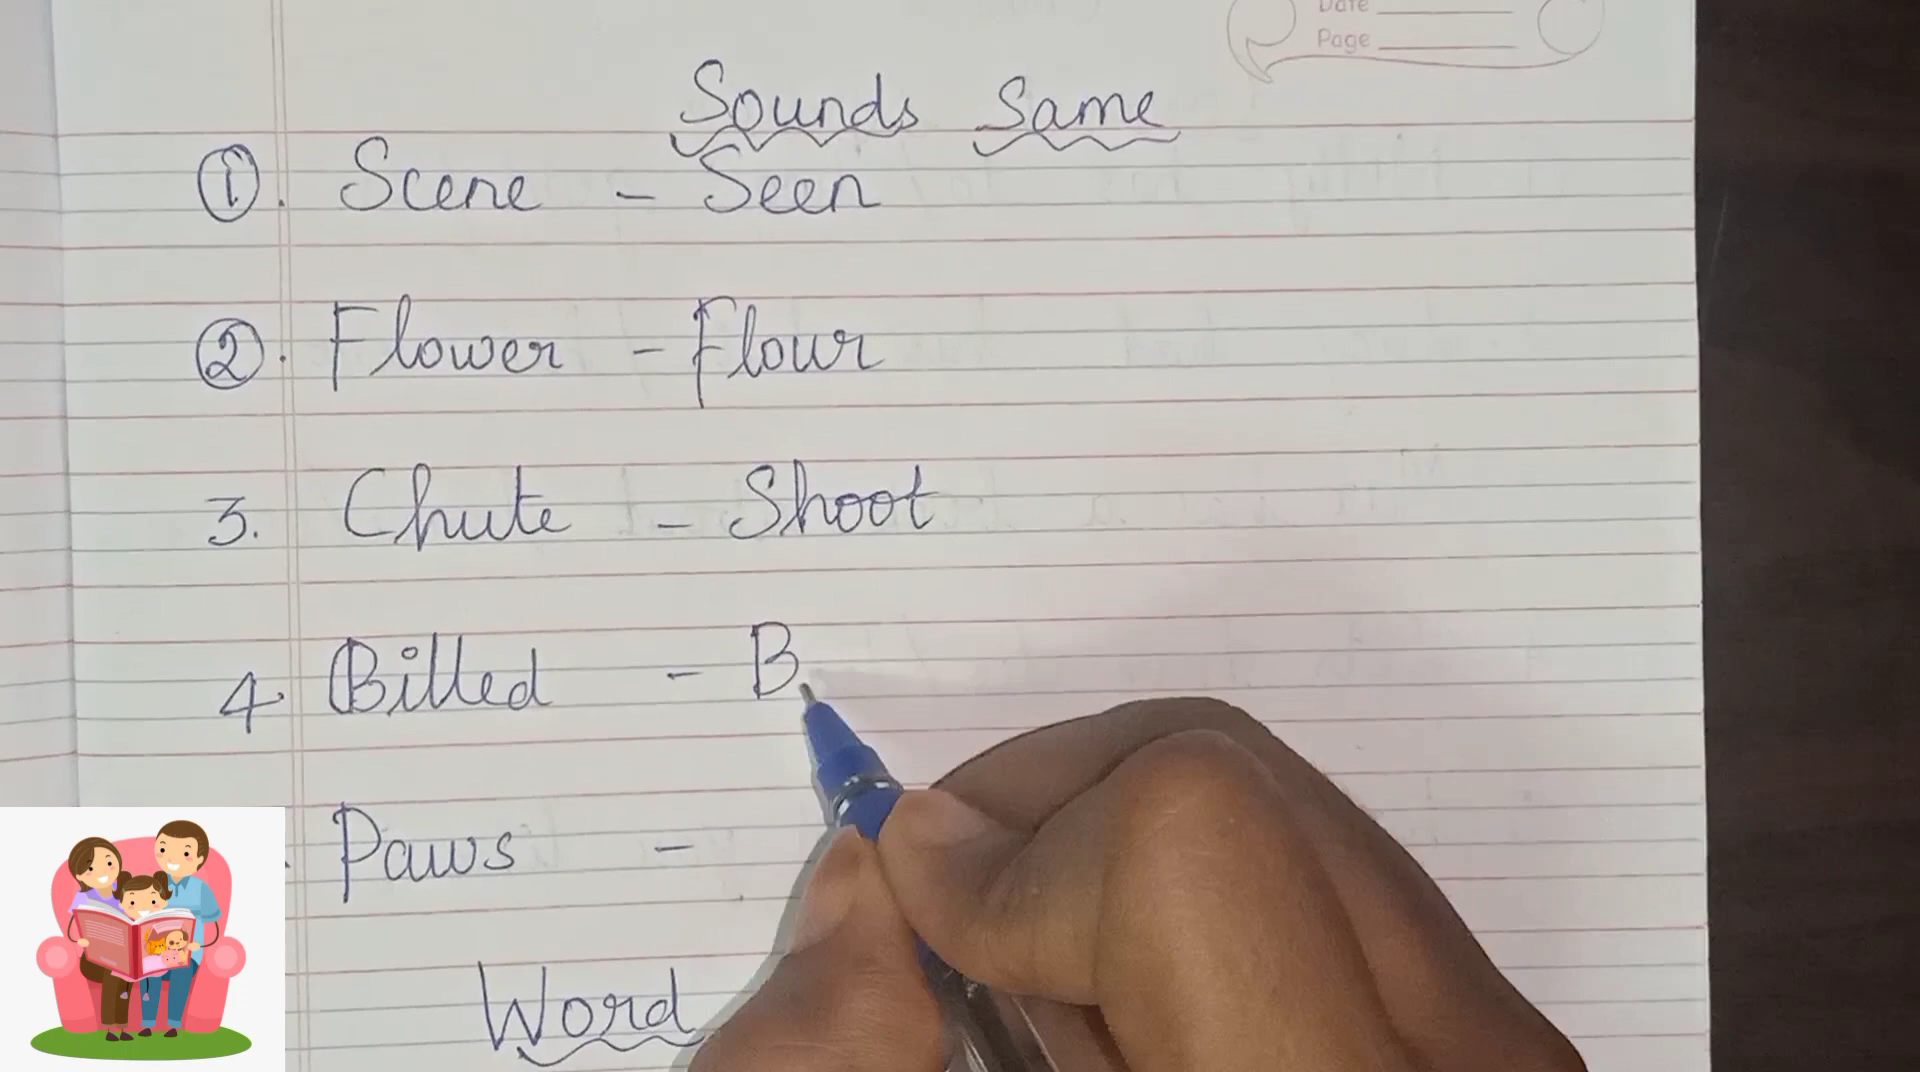 Date
Page
Sounds Same
①. Scene - Seen
②. Flower - Flour
3. Chute - Shoot
4. Billed - B
Paws -
Word